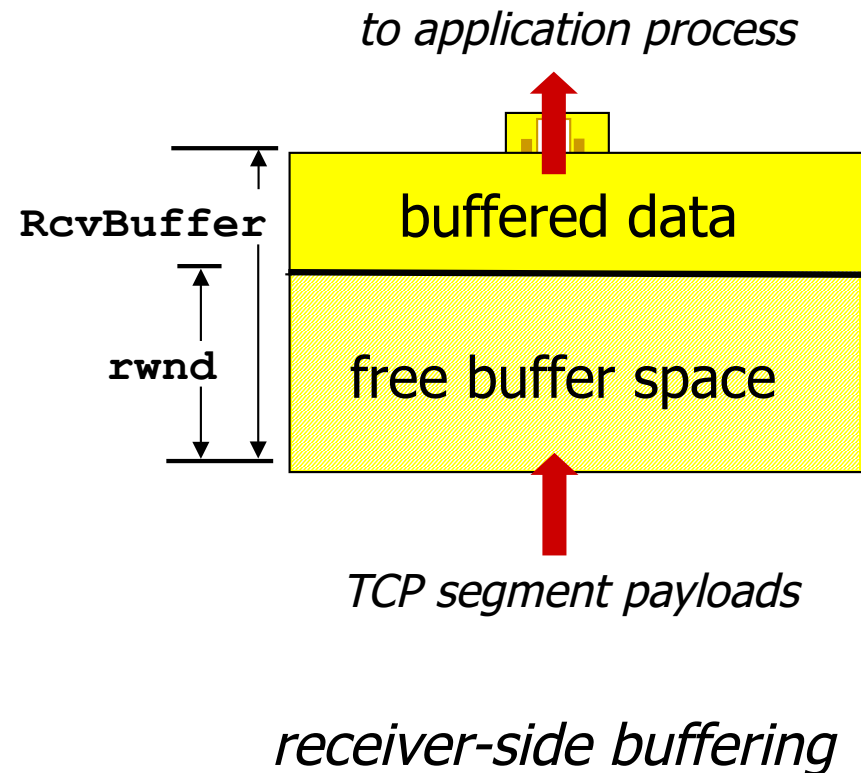 to application process
RcvBuffer
buffered data
rwnd
free buffer space
TCP segment payloads
receiver-side buffering